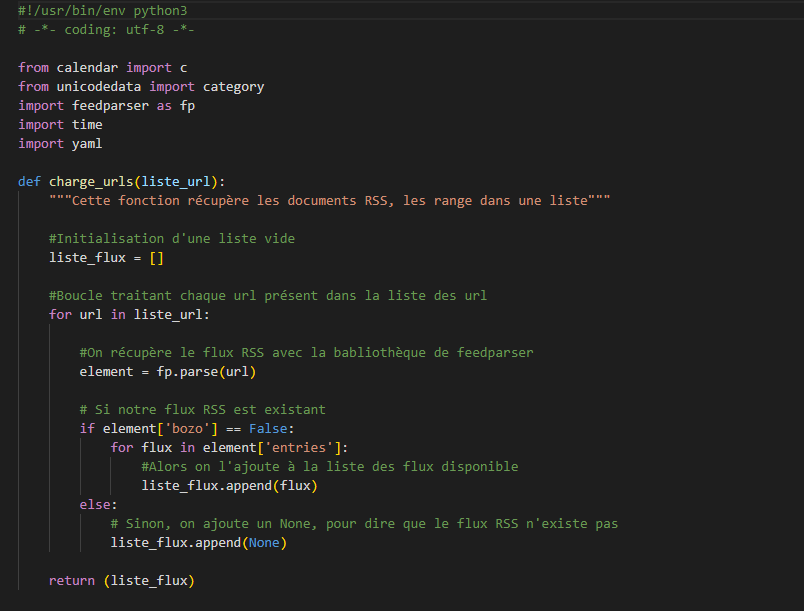 #!/usr/bin/env python3
# -*- coding: utf-8 -*-
from calendar import c
from unicodedata import category
import feedparser as fp
import time
import yaml
def charge_urls(liste_url):
"""Cette fonction récupère les documents RSS, les range dans une liste"""
#Initialisation d'une liste vide
liste_flux = []
#Boucle traitant chaque url présent dans la liste des url
for url in liste_url:
#On récupère le flux RSS avec la babliothèque de feedparser
element = fp.parse(url)
# Si notre flux RSS est existant
if element['bozo'] == False:
for flux in element['entries']:
#Alors on l'ajoute à la liste des flux disponible
liste_flux.append(flux)
else:
# Sinon, on ajoute un None, pour dire que le flux RSS n'existe pas
liste_flux.append(None)
return (liste_flux)